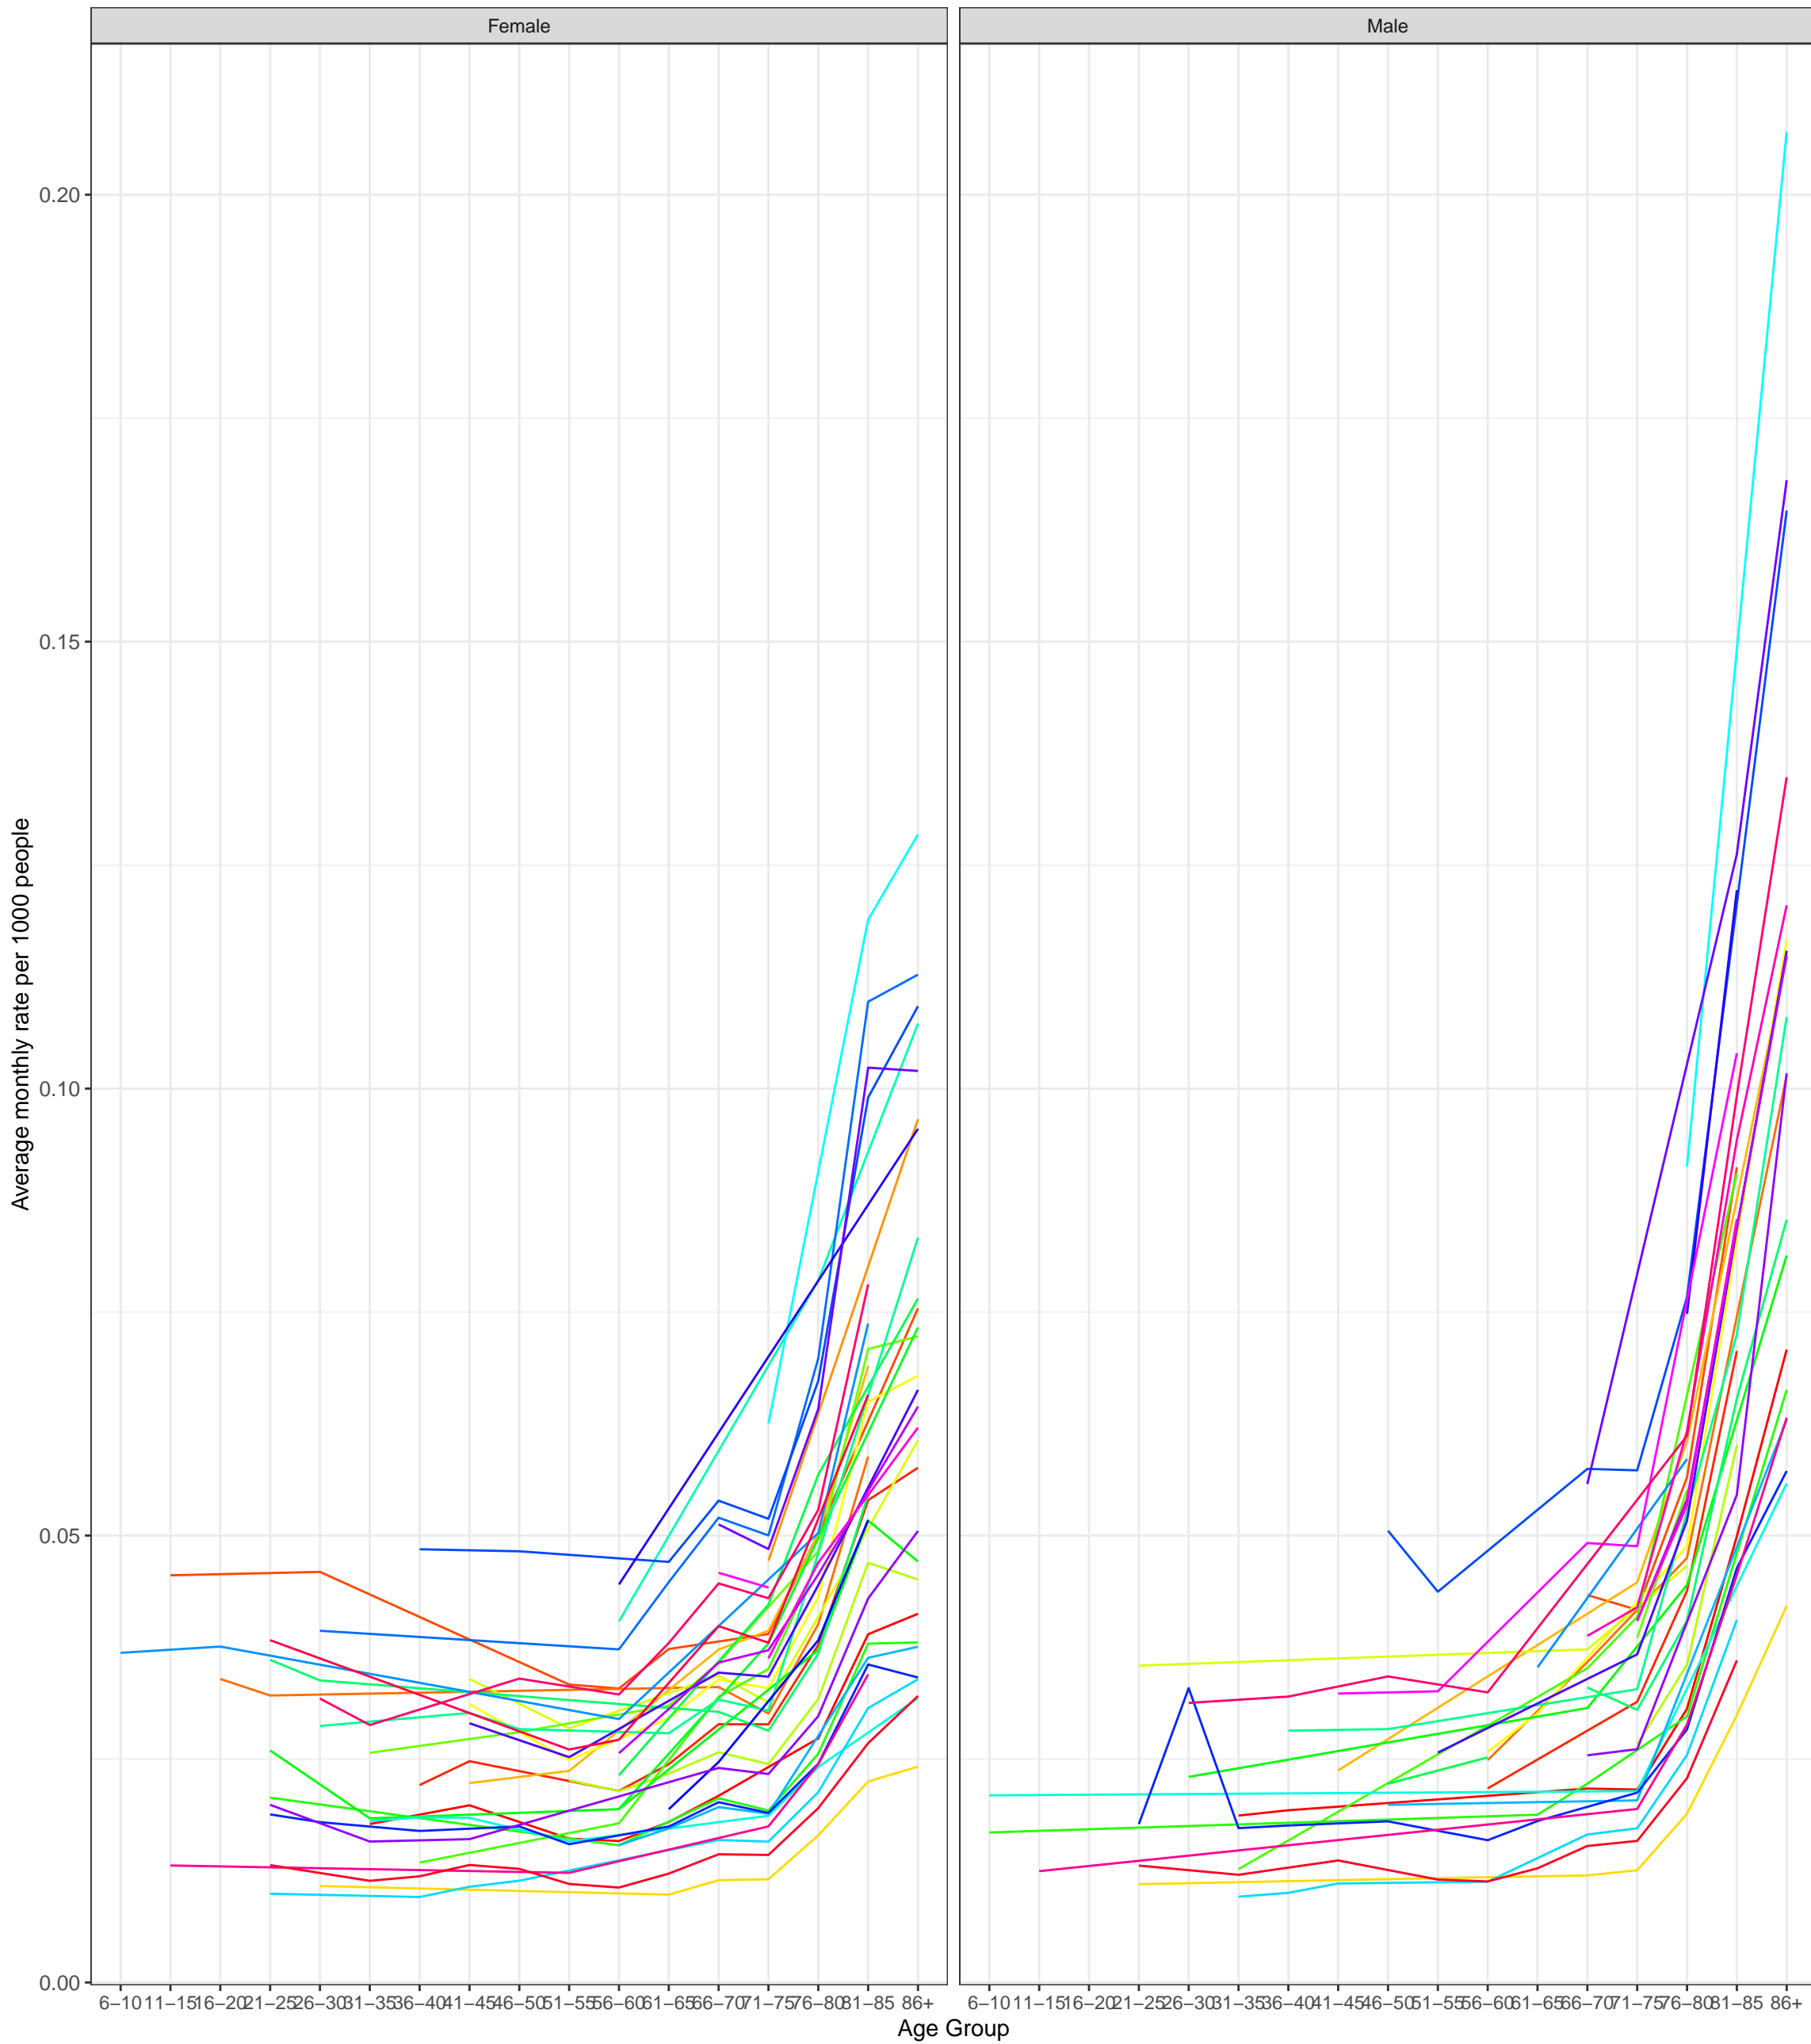 Female Male
0.20
0.15
0.10
0.05
0.00
Average monthly rate per 1000 people
6–10 11–15 16–20 21–25 26–30 31–35 36–40 41–45 46–50 51–55 56–60 61–65 66–70 71–75 76–80 81–85 86+ 6–10 11–15 16–20 21–25 26–30 31–35 36–40 41–45 46–50 51–55 56–60 61–65 66–70 71–75 76–80 81–85 86+
Age Group